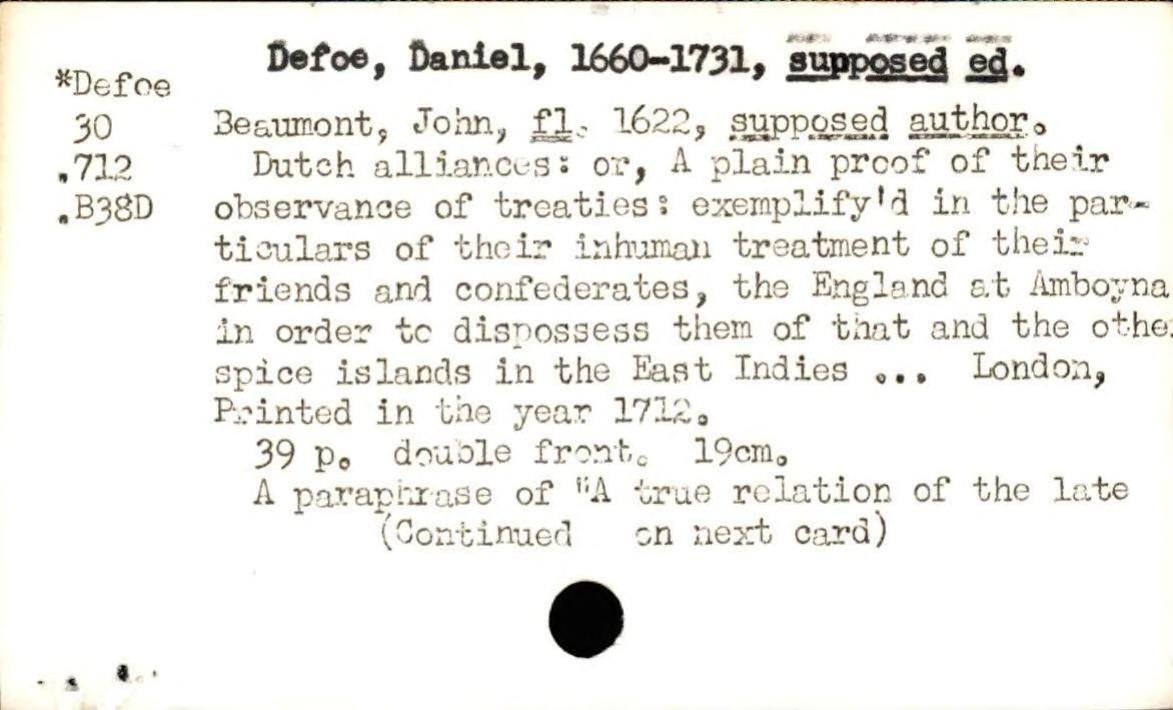 Defoe, Daniel, 1660-1731, supposed ed.
*Defoe
30 Beaumont, John, fl. 1622, supposed author.
.712 Dutch alliances: or, A plain proof of their
.B38D observance of treaties: exemplify'd in the par-
ticulars of their inhuman treatment of their
friends and confederates, the England at Amboyna
in order to dispossess them of that and the othe
spice islands in the East Indies ... London,
Printed in the year 1712.
39 p. double front. 19cm.
A paraphrase of "A true relation of the late
(Continued on next card)